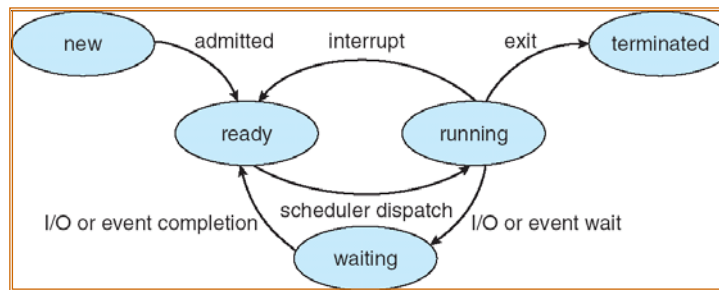 new
admitted
interrupt
exit
terminated
ready
running
I/O or event completion
scheduler dispatch
I/O or event wait
waiting